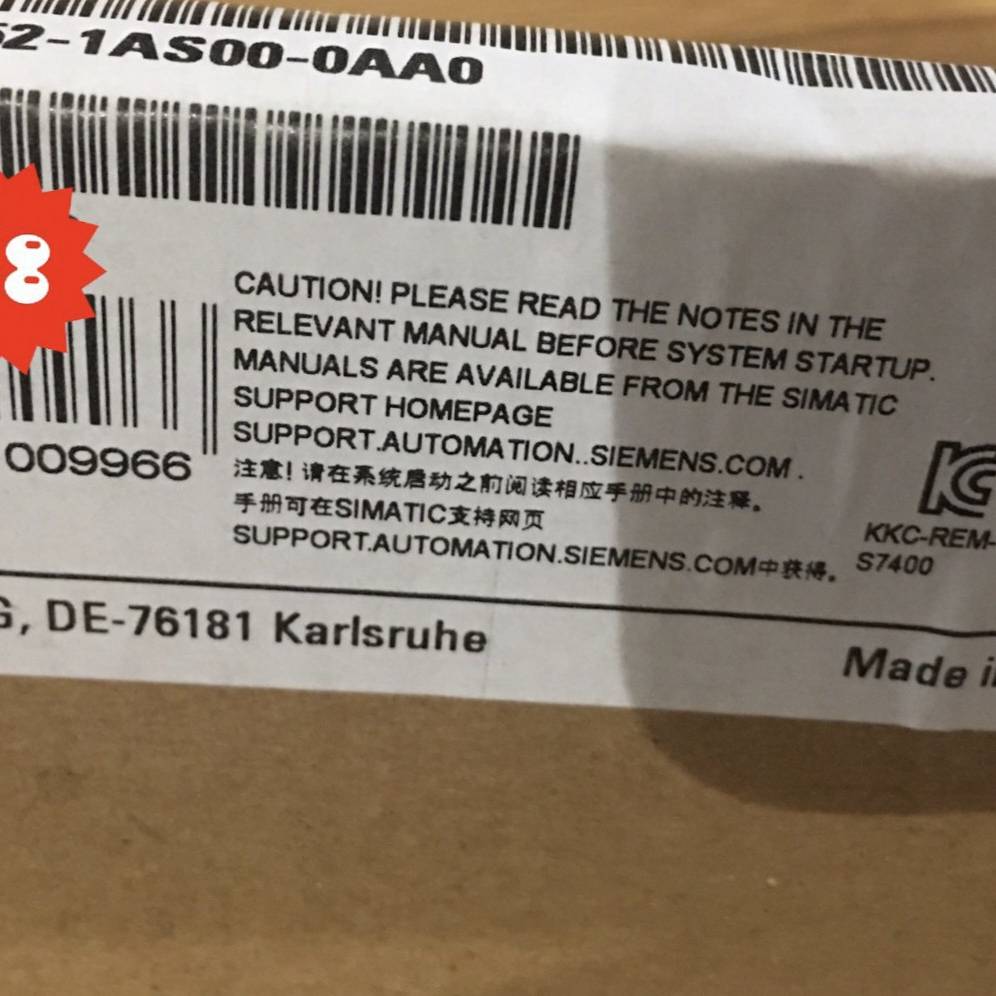 52-1AS00-0AA0
8
CAUTION! PLEASE READ THE NOTES IN THE
RELEVANT MANUAL BEFORE SYSTEM STARTUP.
MANUALS ARE AVAILABLE FROM THE SIMATIC
SUPPORT HOMEPAGE
SUPPORT.AUTOMATION..SIEMENS.COM .
注意! 请在系统启动之前阅读相应手册中的注释。
手册可在SIMATIC支持网页
SUPPORT.AUTOMATION.SIEMENS.COM中获得。
009966
KC
KKC-REM-
S7400
G, DE-76181 Karlsruhe
Made in